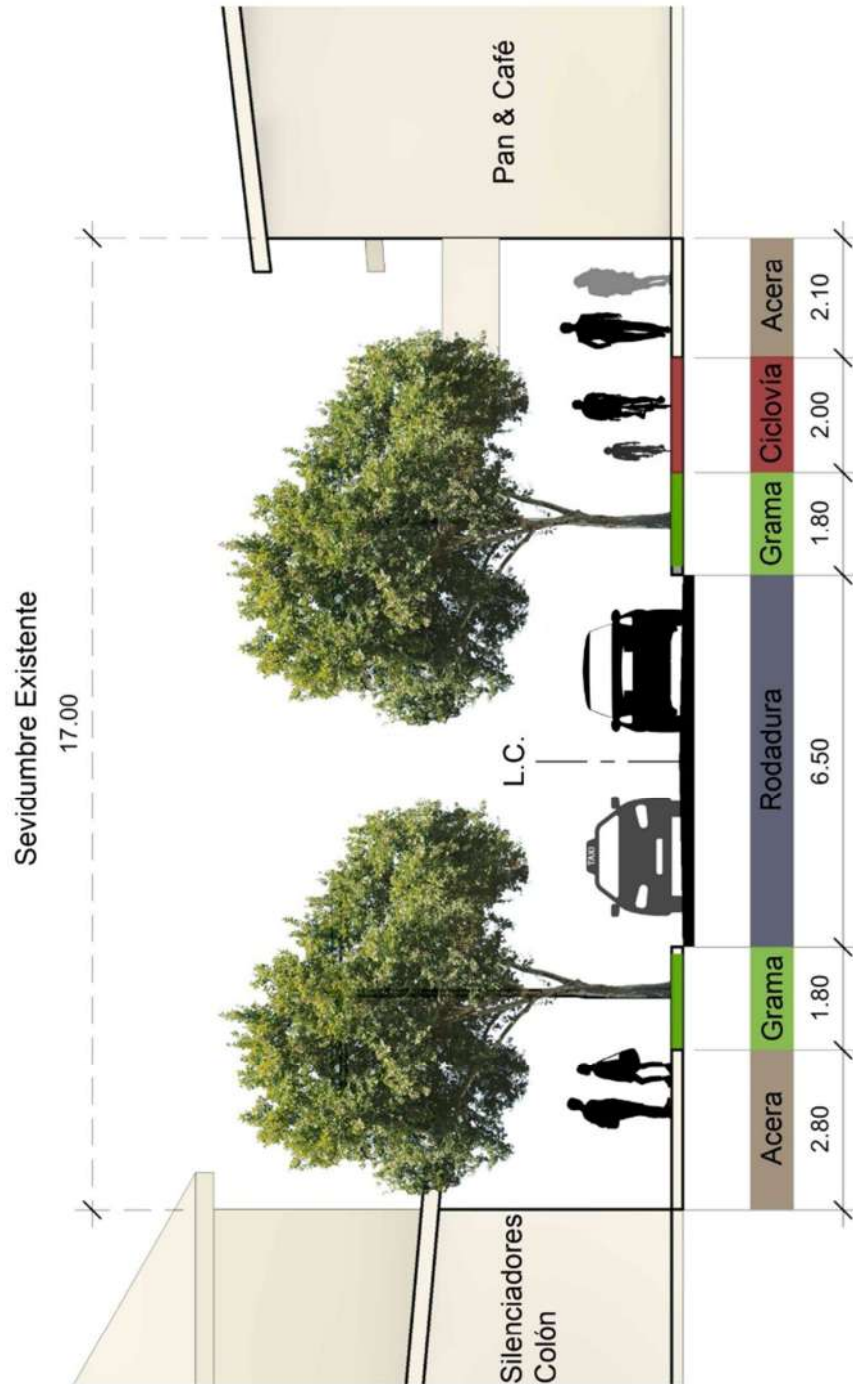 Sevidumbre Existente
17.00
Silenciadores
Colón
TAXI
L.C.
Pan & Café
Acera
Grama
Rodadura
Grama
Ciclovía
Acera
2.80
1.80
6.50
1.80
2.00
2.10